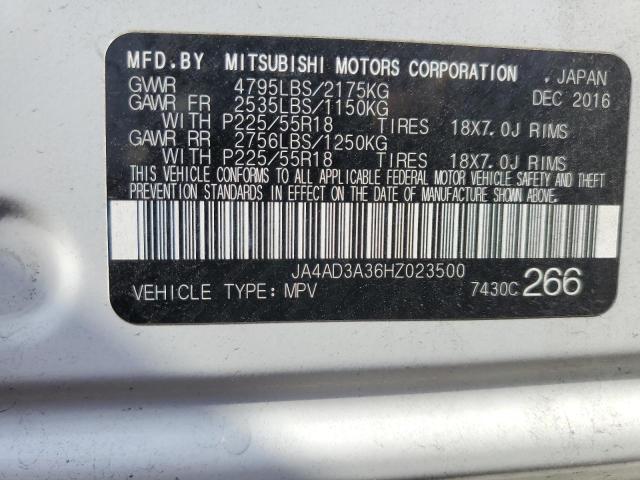 MFD.BY MITSUBISHI MOTORS CORPORATION , JAPAN
GVWR 4795LBS/2175KG DEC 2016
GAWR FR 2535LBS/1150KG
WITH P225/55R18 TIRES 18X7.0J RIMS
GAWR RR 2756LBS/1250KG
WITH P225/55R18 TIRES 18X7.0J RIMS
THIS VEHICLE CONFORMS TO ALL APPLICABLE FEDERAL MOTOR VEHICLE SAFETY AND THEFT
PREVENTION STANDARDS IN EFFECT ON THE DATE OF MANUFACTURE SHOWN ABOVE.
JA4AD3A36HZ023500
VEHICLE TYPE: MPV 7430C 266